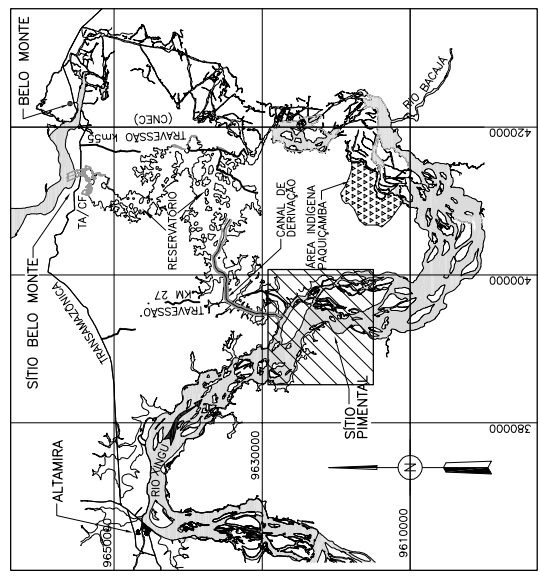 BELO MONTE
TRAVESSÃO km55
(CNEC)
RIO BACAJÁ
420000
TA/CF
RESERVATÓRIO
CANAL DE
DERIVAÇÃO
ÁREA INDÍGENA
PAQUIÇAMBA
SÍTIO BELO MONTE
TRANSAMAZÔNICA
TRAVESSÃO
KM 27
400000
SÍTIO
PIMENTAL
380000
RIO XINGU
9630000
ALTAMIRA
9650000
N
9610000